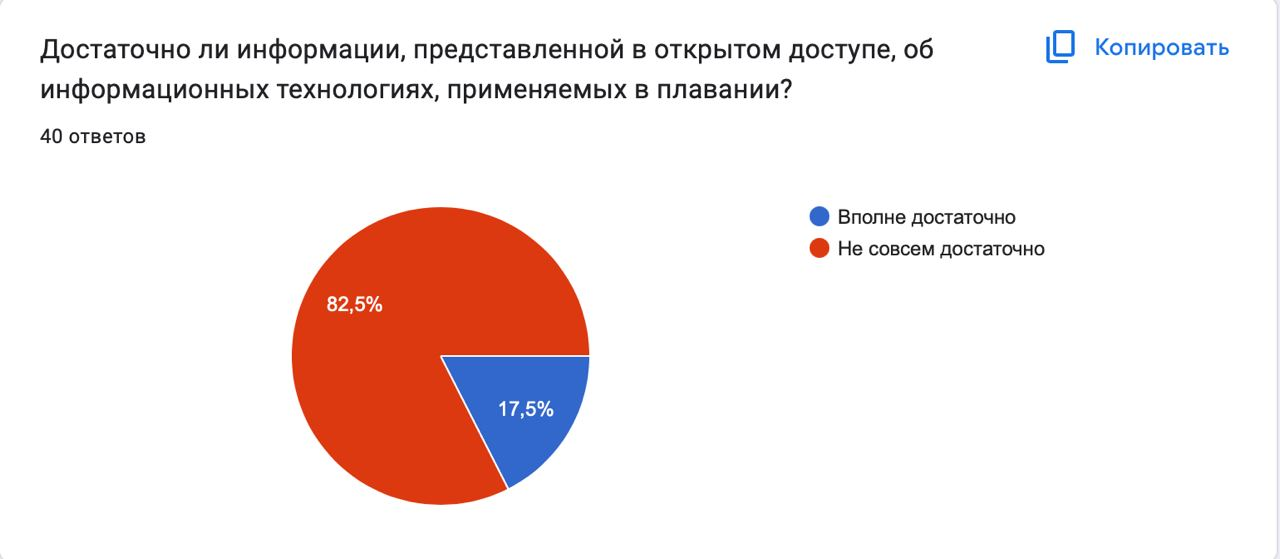 Достаточно ли информации, представленной в открытом доступе, об
информационных технологиях, применяемых в плавании?
Копировать
40 ответов
Вполне достаточно
Не совсем достаточно
82,5%
17,5%